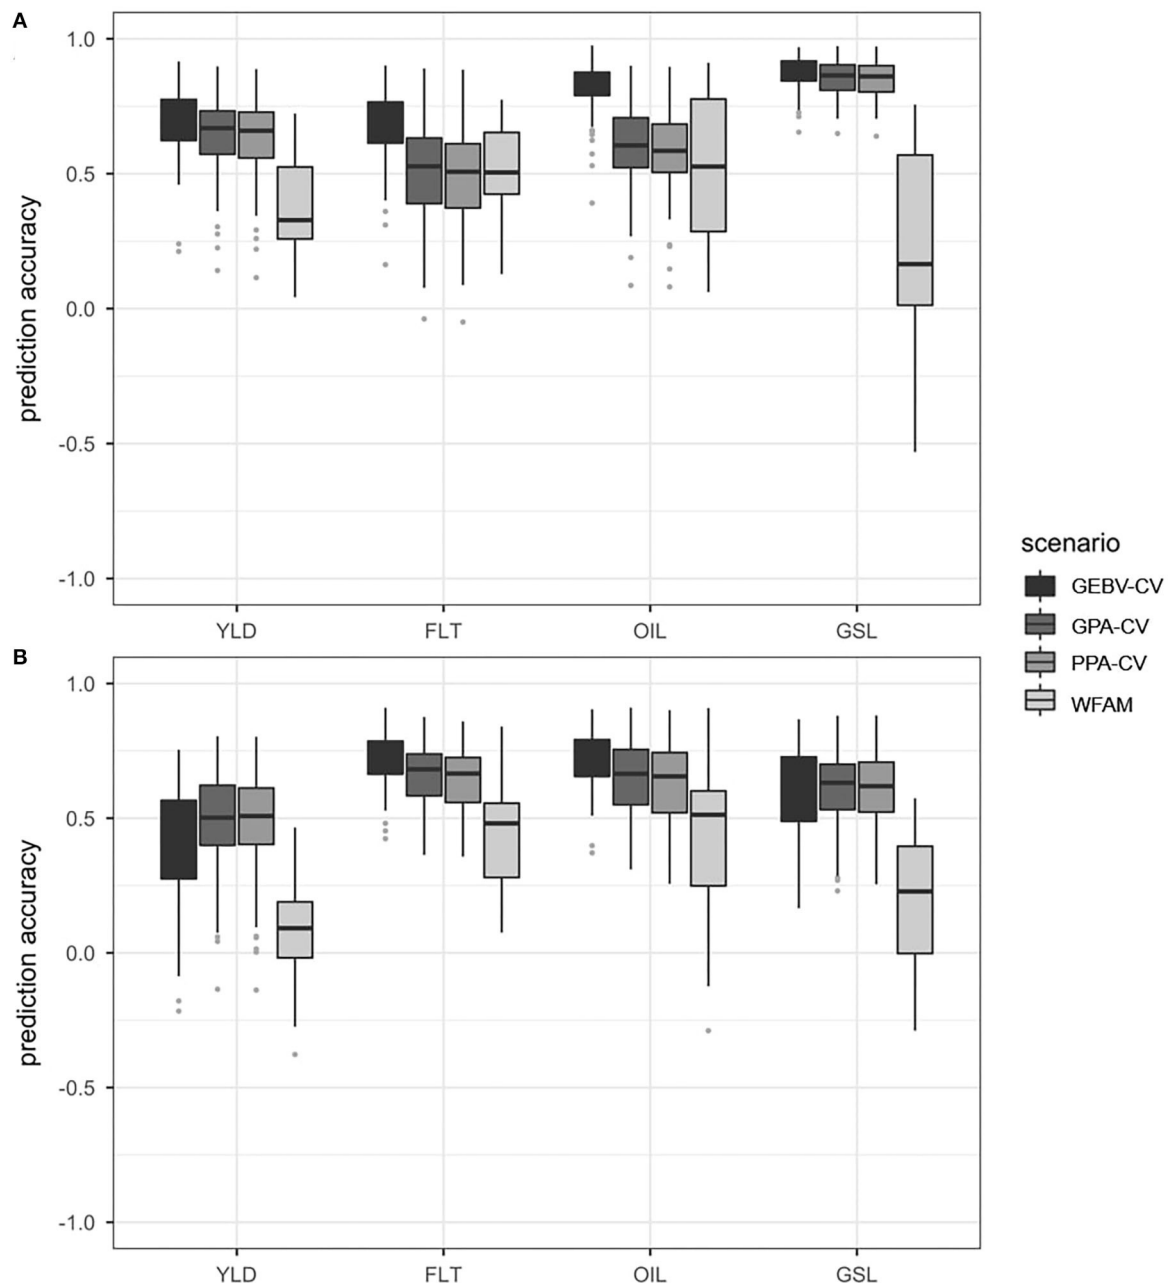 A
1.0
0.5
0.0
-0.5
-1.0
prediction accuracy
YLD FLT OIL GSL
B
1.0
0.5
0.0
-0.5
-1.0
prediction accuracy
YLD FLT OIL GSL
scenario
GEBV-CV
GPA-CV
PPA-CV
WFAM